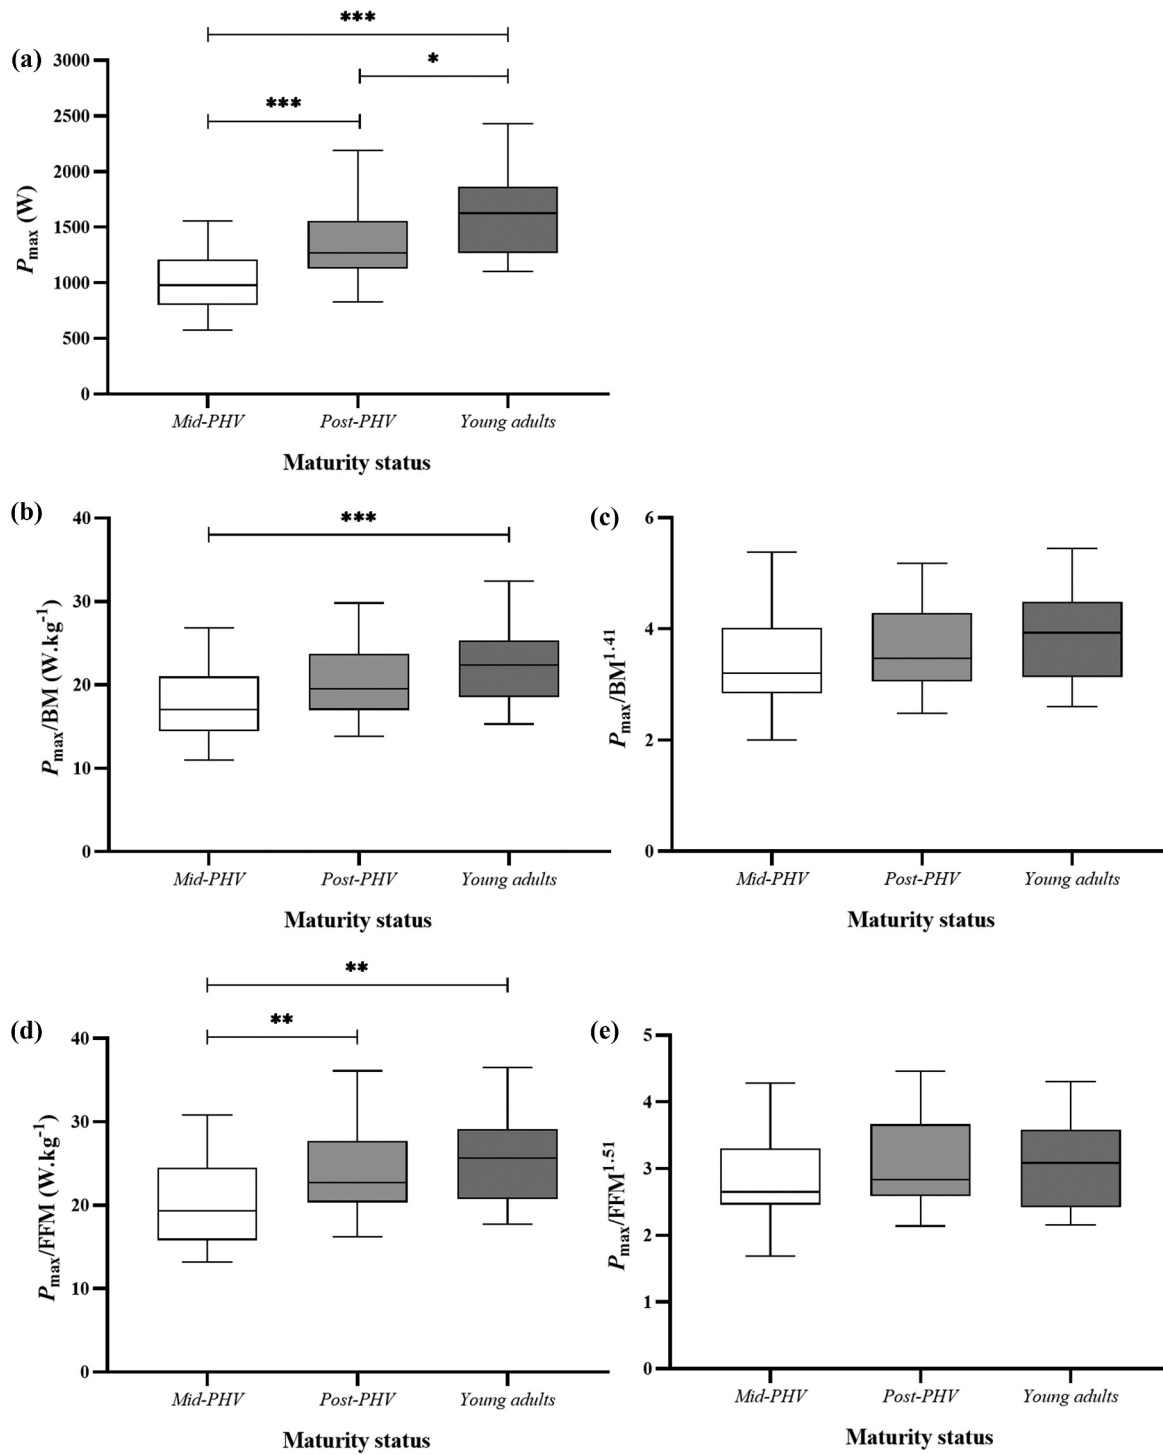 (a)
***
*
***
3000
2500
2000
1500
1000
500
0
Pmax (W)
Mid-PHV Post-PHV Young adults
Maturity status
(b)
***
40
30
20
10
0
Pmax/BM (W.kg-1)
Mid-PHV Post-PHV Young adults
Maturity status
(c)
6
4
2
0
Pmax/BM1.41
Mid-PHV Post-PHV Young adults
Maturity status
(d)
**
**
40
30
20
10
0
Pmax/FFM (W.kg-1)
Mid-PHV Post-PHV Young adults
Maturity status
(e)
5
4
3
2
1
0
Pmax/FFM1.51
Mid-PHV Post-PHV Young adults
Maturity status